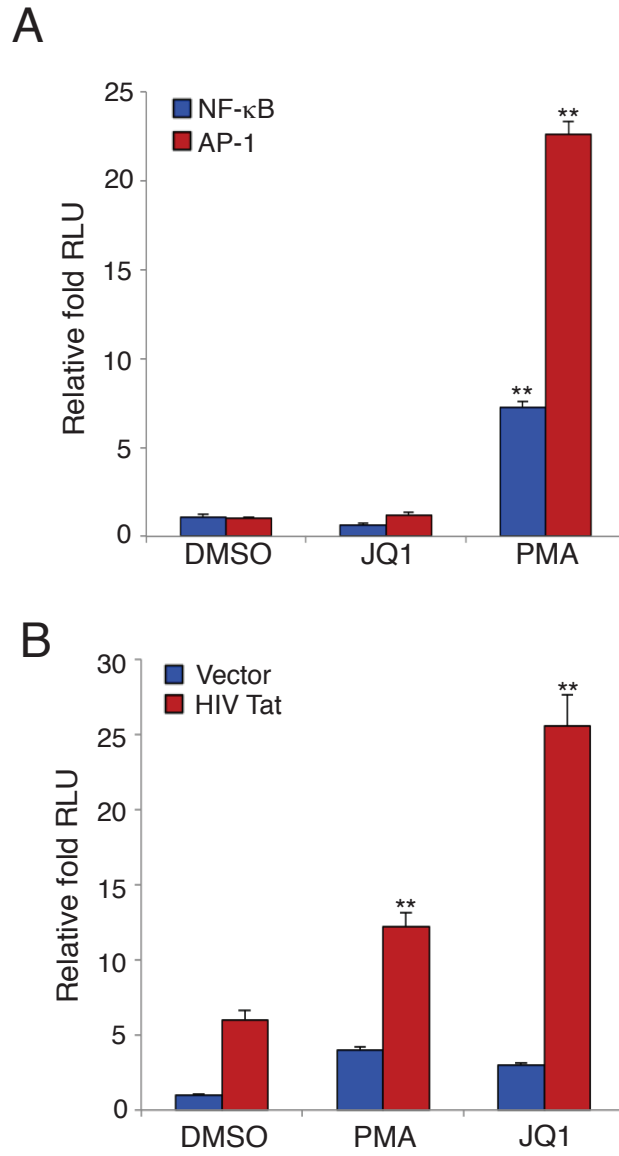 A
NF-κB
AP-1
Relative fold RLU
25
20
15
10
5
0
**
**
DMSO JQ1 PMA
B
Vector
HIV Tat
Relative fold RLU
30
25
20
15
10
5
0
**
**
DMSO PMA JQ1